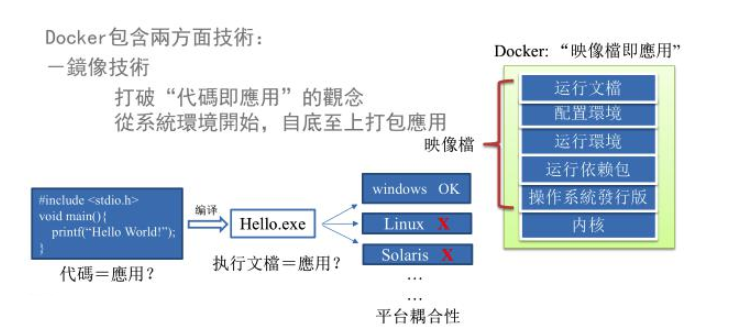 Docker包含兩方面技術：
－鏡像技術
打破“代碼即應用”的觀念
從系統環境開始，自底至上打包應用
Docker: “映像檔即應用”
运行文檔
配置環境
运行環境
运行依赖包
操作系統發行版
内核
映像檔
#include <stdio.h>
void main(){
printf(“Hello World!”);
}
代碼＝應用？
编译
Hello.exe
执行文檔＝應用？
windows OK
Linux X
Solaris X
...
...
平台耦合性